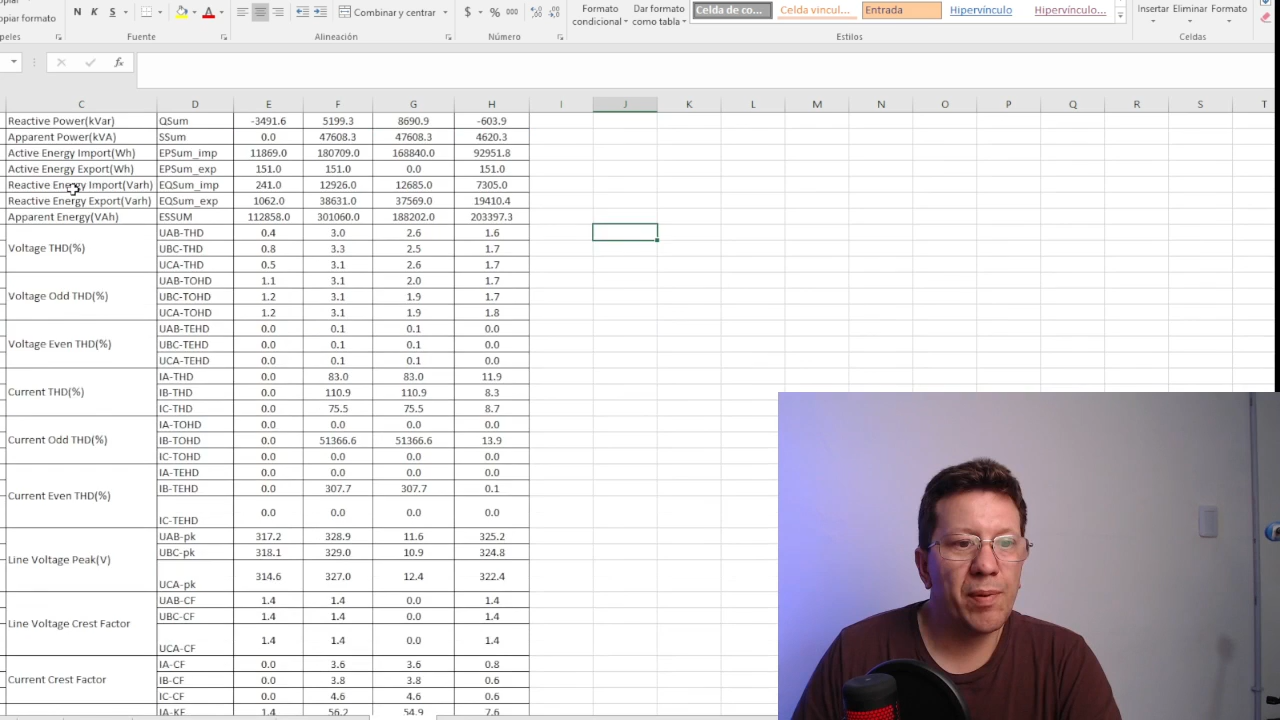 opiar
Formato
Dar formato
Celda de co...
Celda vincul...
Entrada
Hipervínculo
Hipervínculo...
Insertar Eliminar Formato
opiar formato
N K S A
Combinar y centrar
$ % 000
condicional
como tabla
peles
Fuente
Alineación
Número
Estilos
Celdas
fx
C D E F G H I J K L M N O P Q R S T
Reactive Power(kVar) QSum -3491.6 5199.3 8690.9 -603.9
Apparent Power(kVA) SSum 0.0 47608.3 47608.3 4620.3
Active Energy Import(Wh) EPSum_imp 11869.0 180709.0 168840.0 92951.8
Active Energy Export(Wh) EPSum_exp 151.0 151.0 0.0 151.0
Reactive Energy Import(Varh) EQSum_imp 241.0 12926.0 12685.0 7305.0
Reactive Energy Export(Varh) EQSum_exp 1062.0 38631.0 37569.0 19410.4
Apparent Energy(VAh) ESSUM 112858.0 301060.0 188202.0 203397.3
Voltage THD(%)
UAB-THD 0.4 3.0 2.6 1.6
UBC-THD 0.8 3.3 2.5 1.7
UCA-THD 0.5 3.1 2.6 1.7
Voltage Odd THD(%)
UAB-TOHD 1.1 3.1 2.0 1.7
UBC-TOHD 1.2 3.1 1.9 1.7
UCA-TOHD 1.2 3.1 1.9 1.8
Voltage Even THD(%)
UAB-TEHD 0.0 0.1 0.1 0.0
UBC-TEHD 0.0 0.1 0.1 0.0
UCA-TEHD 0.0 0.1 0.1 0.0
Current THD(%)
IA-THD 0.0 83.0 83.0 11.9
IB-THD 0.0 110.9 110.9 8.3
IC-THD 0.0 75.5 75.5 8.7
Current Odd THD(%)
IA-TOHD 0.0 0.0 0.0 0.0
IB-TOHD 0.0 51366.6 51366.6 13.9
IC-TOHD 0.0 0.0 0.0 0.0
Current Even THD(%)
IA-TEHD 0.0 0.0 0.0 0.0
IB-TEHD 0.0 307.7 307.7 0.1
IC-TEHD 0.0 0.0 0.0 0.0
Line Voltage Peak(V)
UAB-pk 317.2 328.9 11.6 325.2
UBC-pk 318.1 329.0 10.9 324.8
UCA-pk 314.6 327.0 12.4 322.4
Line Voltage Crest Factor
UAB-CF 1.4 1.4 0.0 1.4
UBC-CF 1.4 1.4 0.0 1.4
UCA-CF 1.4 1.4 0.0 1.4
Current Crest Factor
IA-CF 0.0 3.6 3.6 0.8
IB-CF 0.0 3.8 3.8 0.6
IC-CF 0.0 4.6 4.6 0.6
IA-KF 1.4 56.2 54.9 7.6